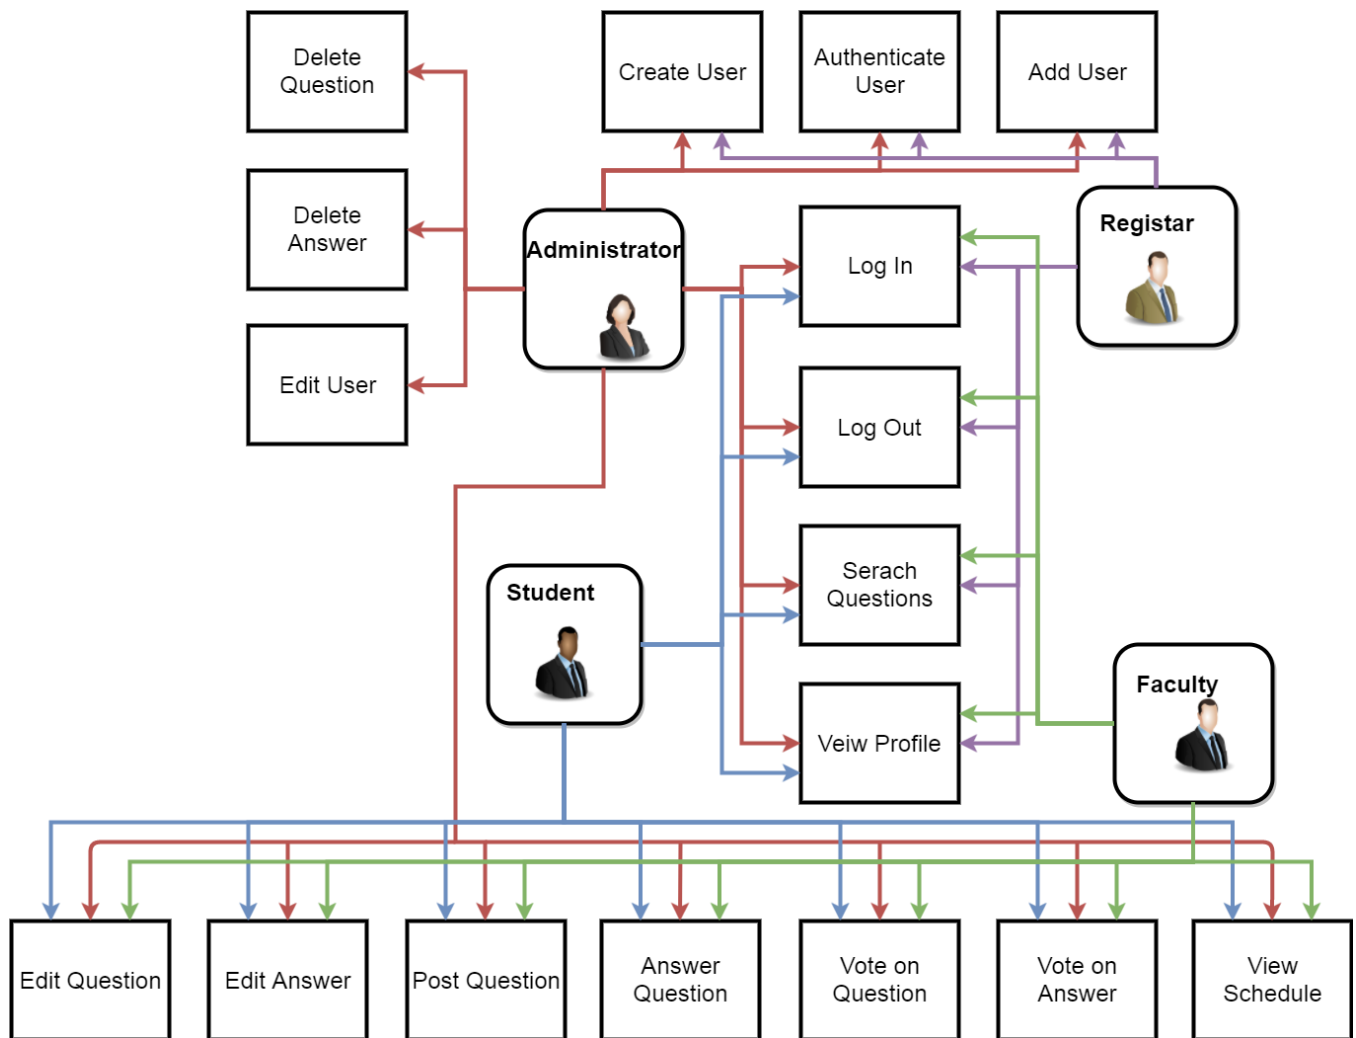 Delete
Question
Create User
Authenticate
User
Add User
Delete
Answer
Administrator
Registar
Log In
Edit User
Log Out
Student
Serach
Questions
Faculty
Veiw Profile
Edit Question
Edit Answer
Post Question
Answer
Question
Vote on
Question
Vote on
Answer
View
Schedule